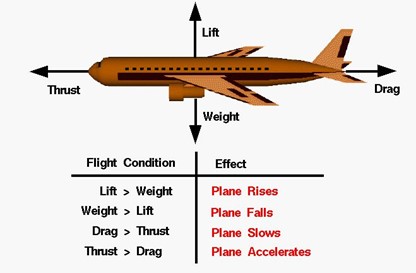 Lift
Thrust
Drag
Weight
Flight Condition Effect
Lift > Weight Plane Rises
Weight > Lift Plane Falls
Drag > Thrust Plane Slows
Thrust > Drag Plane Accelerates